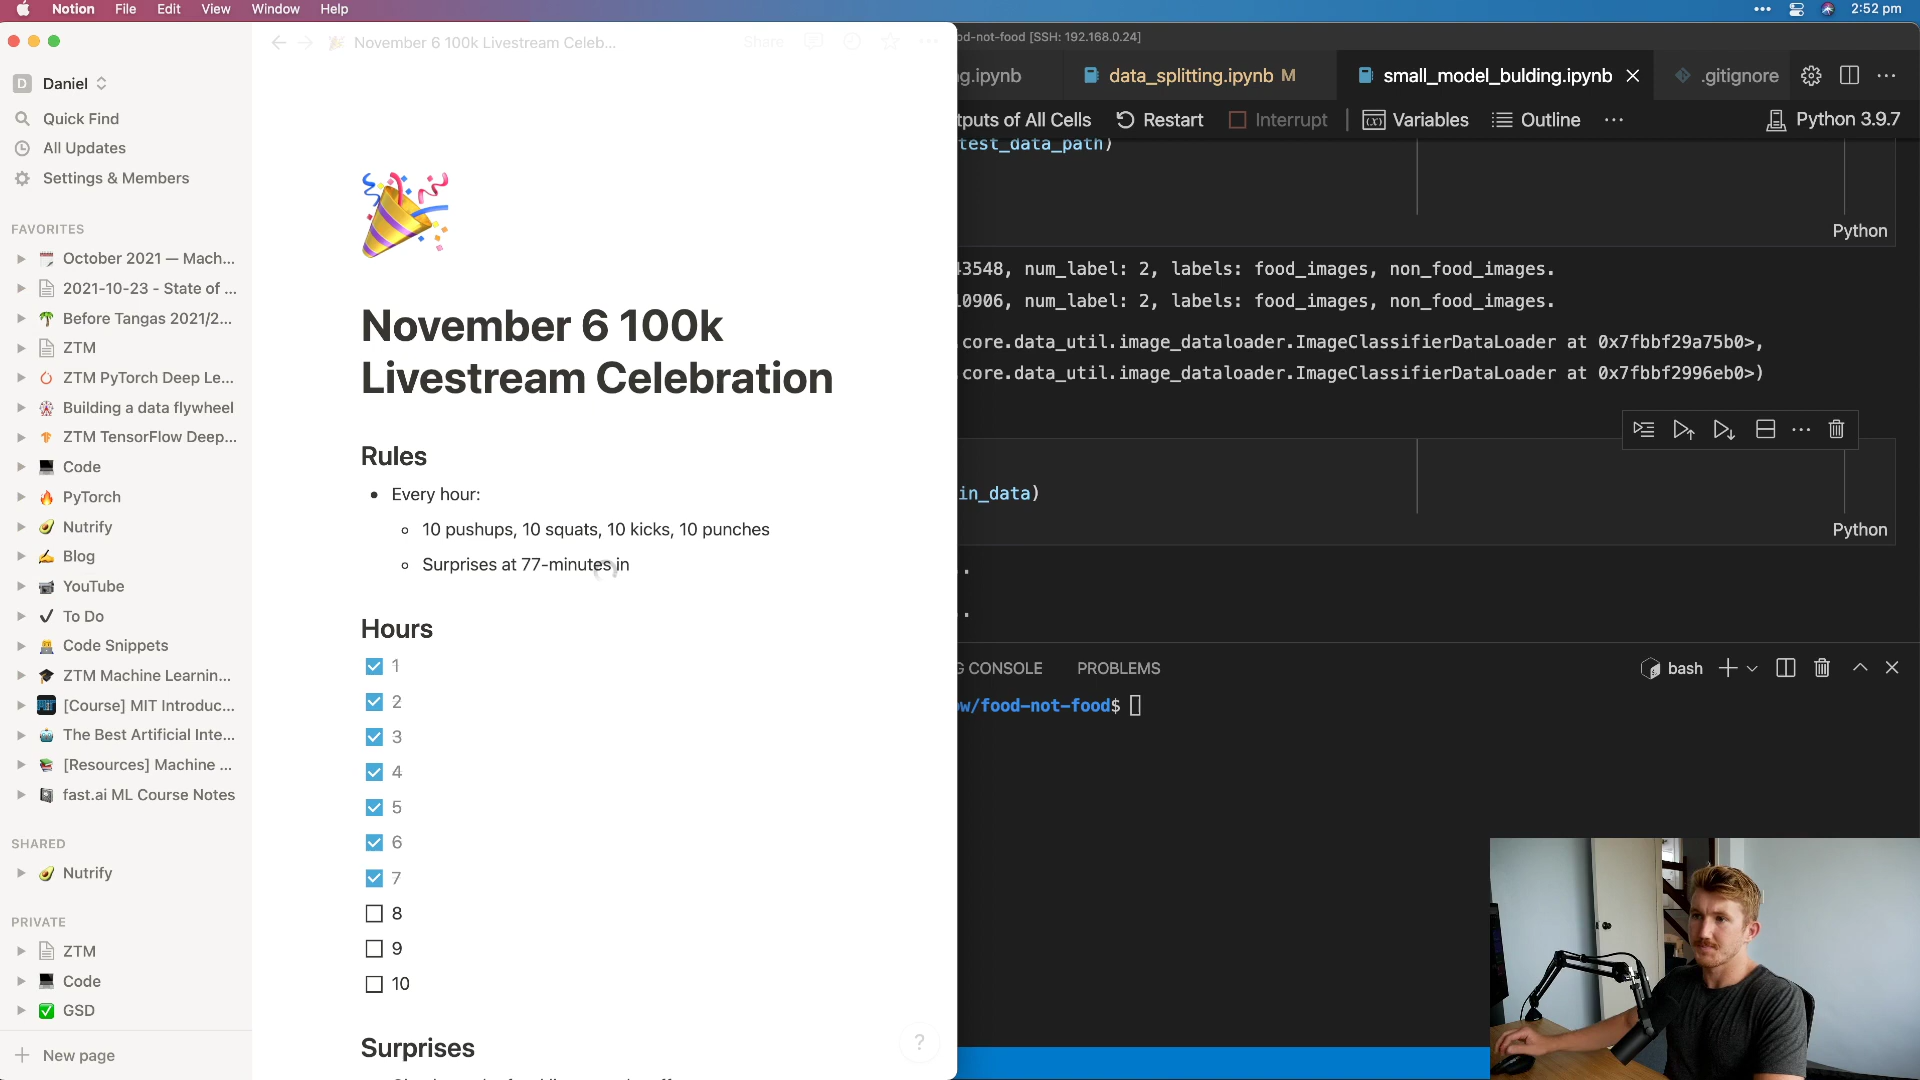 Notion File Edit View Window Help
2:52 pm
November 6 100k Livestream Celeb...
Share
D Daniel
Quick Find
All Updates
Settings & Members
FAVORITES
October 2021 — Mach...
2021-10-23 - State of ...
Before Tangas 2021/2...
ZTM
ZTM PyTorch Deep Le...
Building a data flywheel
ZTM TensorFlow Deep...
Code
PyTorch
Nutrify
Blog
YouTube
To Do
Code Snippets
ZTM Machine Learnin...
[Course] MIT Introduc...
The Best Artificial Inte...
[Resources] Machine ...
fast.ai ML Course Notes
SHARED
Nutrify
PRIVATE
ZTM
Code
GSD
New page
November 6 100k
Livestream Celebration
Rules
Every hour:
10 pushups, 10 squats, 10 kicks, 10 punches
Surprises at 77-minutes in
Hours
1
2
3
4
5
6
7
8
9
10
Surprises
?
od-not-food [SSH: 192.168.0.24]
g.ipynb
data_splitting.ipynb M
small_model_bulding.ipynb
.gitignore
tputs of All Cells Restart Interrupt Variables Outline
Python 3.9.7
test_data_path)
Python
3548, num_label: 2, labels: food_images, non_food_images.
0906, num_label: 2, labels: food_images, non_food_images.
.core.data_util.image_dataloader.ImageClassifierDataLoader at 0x7fbbf29a75b0>,
.core.data_util.image_dataloader.ImageClassifierDataLoader at 0x7fbbf2996eb0>)
in_data)
Python
.
.
G CONSOLE PROBLEMS
bash
ow/food-not-food$